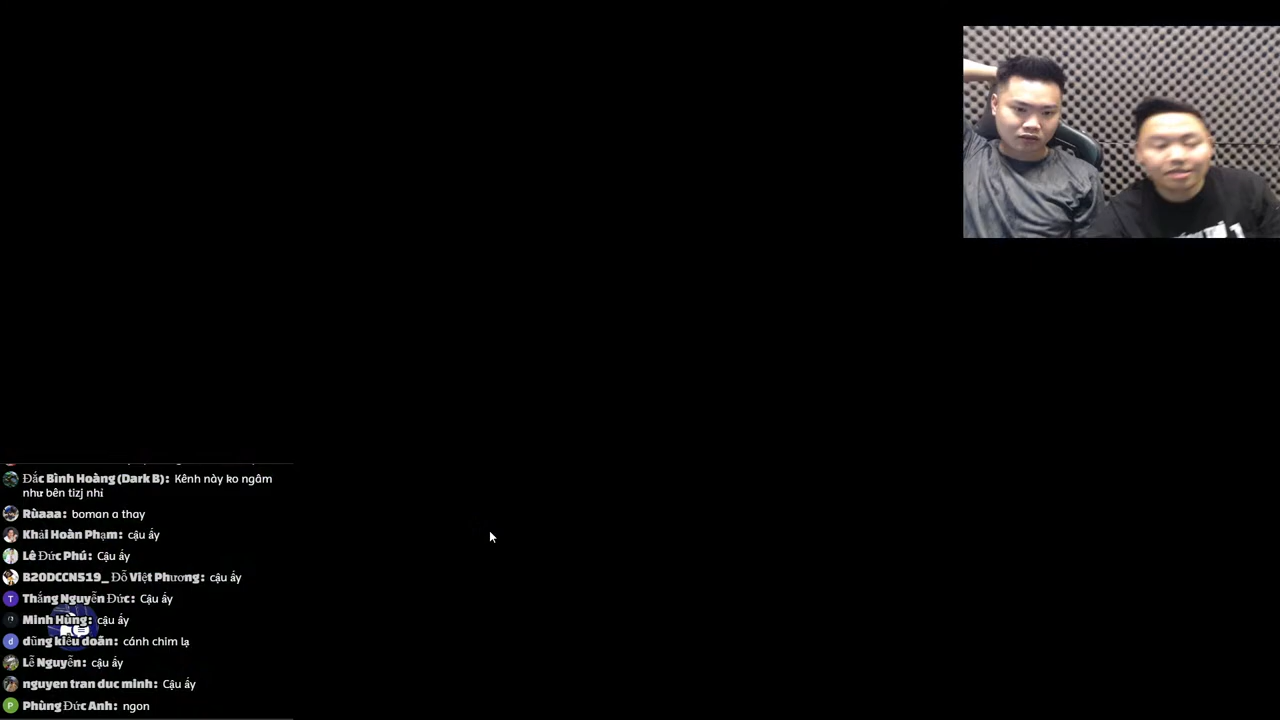 Đắc Bình Hoàng (Dark B): Kênh này ko ngâm
như bên tizj nhỉ
Rùaaa: boman a thay
Khải Hoàn Phạm: cậu ấy
Lê Đức Phú: Cậu ấy
B20DCCN519_ Đỗ Việt Phương: cậu ấy
T Thắng Nguyễn Đức: Cậu ấy
Minh Hùng: cậu ấy
d dũng kiều doãn: cánh chim lạ
Lễ Nguyễn: cậu ấy
nguyen tran duc minh: Cậu ấy
P Phùng Đức Anh: ngon